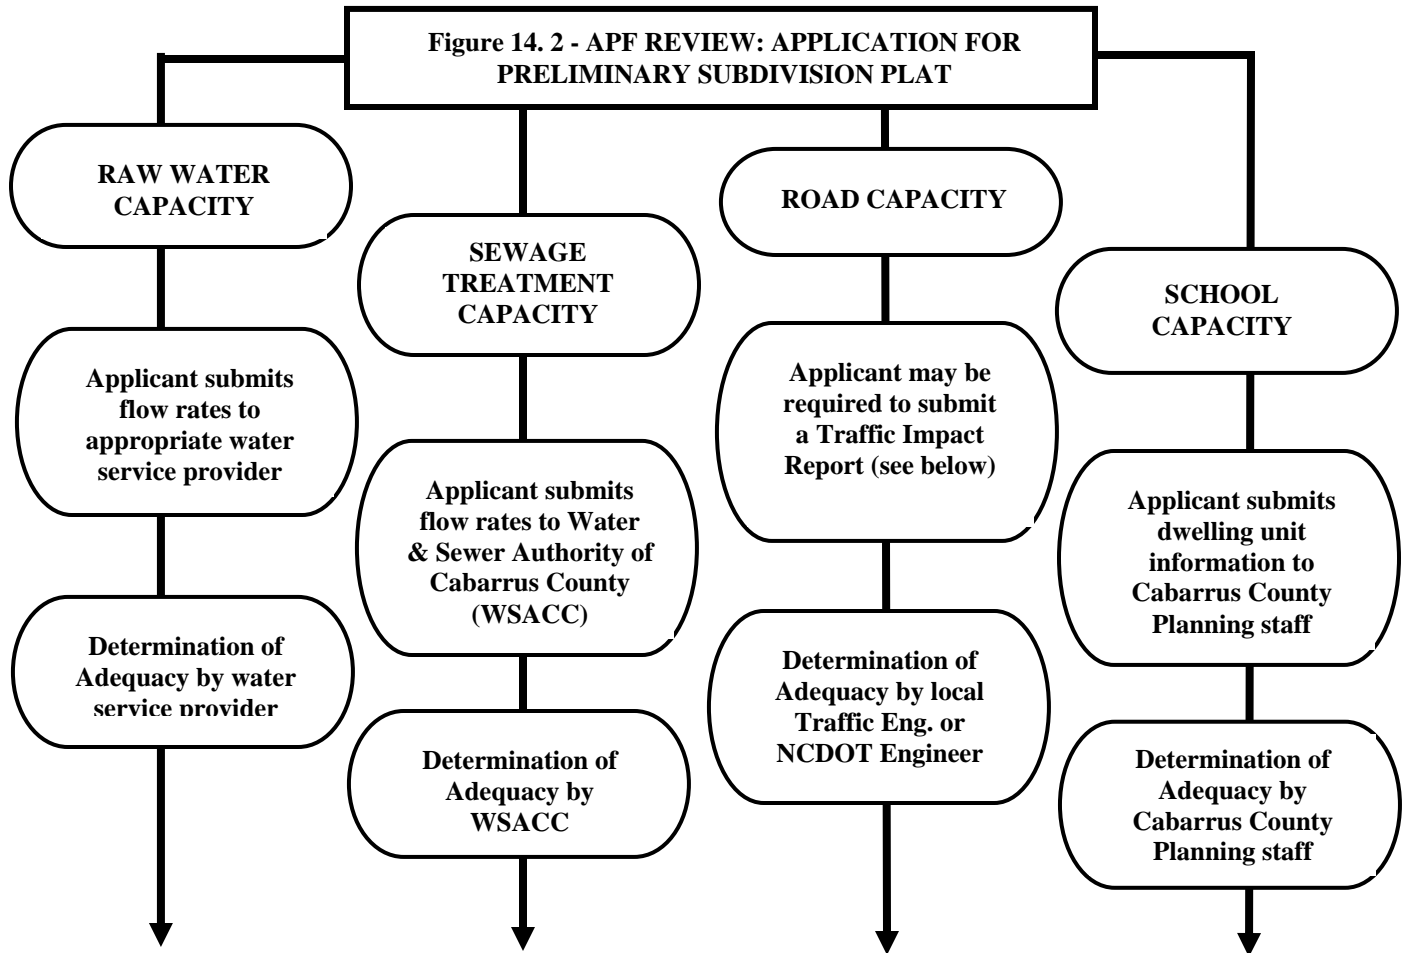 Figure 14. 2 - APF REVIEW: APPLICATION FOR
PRELIMINARY SUBDIVISION PLAT
RAW WATER
CAPACITY
Applicant submits
flow rates to
appropriate water
service provider
Determination of
Adequacy by water
service provider
SEWAGE
TREATMENT
CAPACITY
Applicant submits
flow rates to Water
& Sewer Authority of
Cabarrus County
(WSACC)
Determination of
Adequacy by
WSACC
ROAD CAPACITY
Applicant may be
required to submit
a Traffic Impact
Report (see below)
Determination of
Adequacy by local
Traffic Eng. or
NCDOT Engineer
SCHOOL
CAPACITY
Applicant submits
dwelling unit
information to
Cabarrus County
Planning staff
Determination of
Adequacy by
Cabarrus County
Planning staff